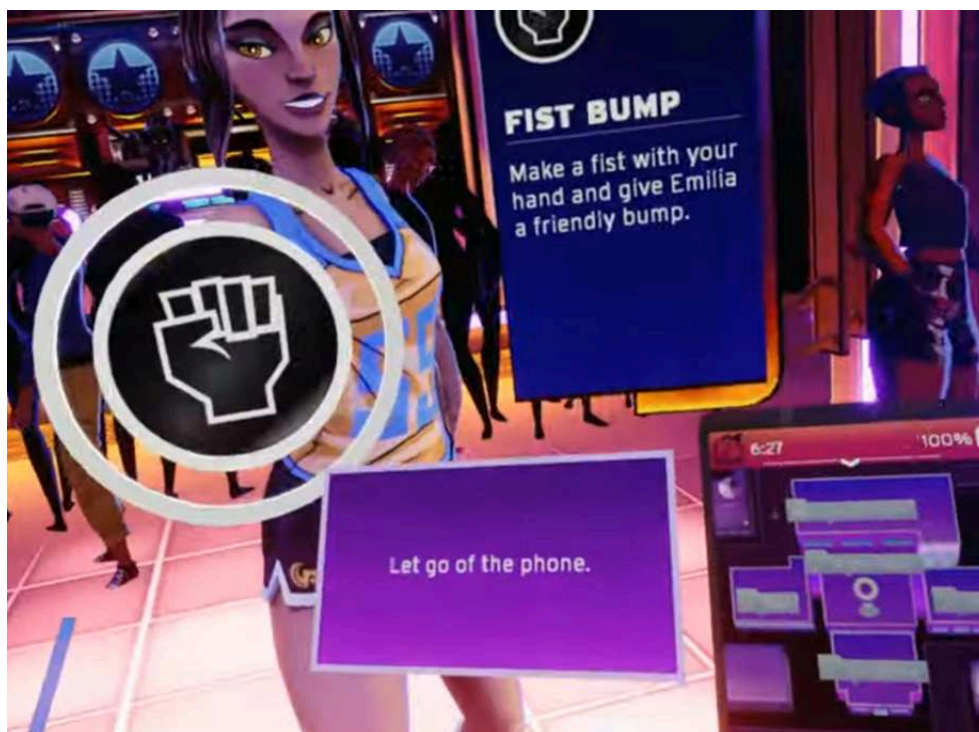 FIST BUMP
Make a fist with your
hand and give Emilia
a friendly bump.
Let go of the phone.
6:27
100%